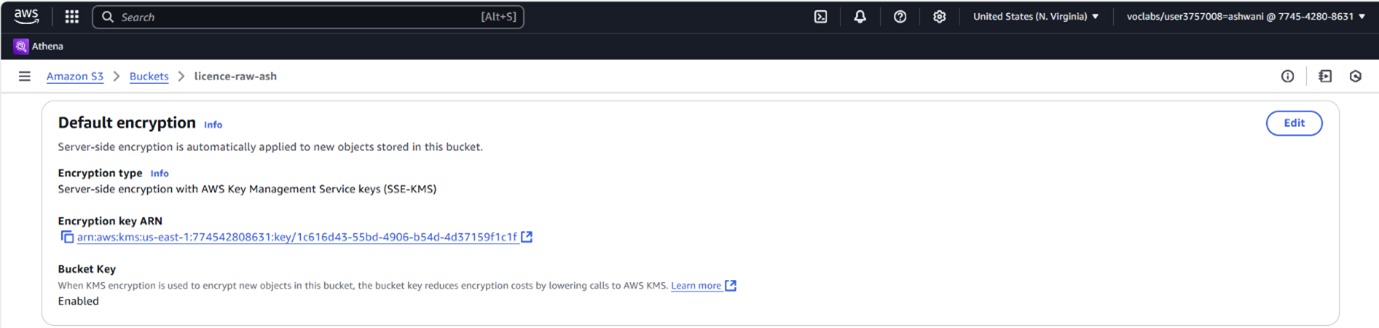 aws Search [Alt+S] United States (N. Virginia) voclabs/user3757008=ashwani @ 7745-4280-8631
Athena
Amazon S3 > Buckets > licence-raw-ash
Default encryption Info
Edit
Server-side encryption is automatically applied to new objects stored in this bucket.
Encryption type Info
Server-side encryption with AWS Key Management Service keys (SSE-KMS)
Encryption key ARN
arn:aws:kms:us-east-1:774542808631:key/1c616d43-55bd-4906-b54d-4d37159f1c1f
Bucket Key
When KMS encryption is used to encrypt new objects in this bucket, the bucket key reduces encryption costs by lowering calls to AWS KMS. Learn more
Enabled